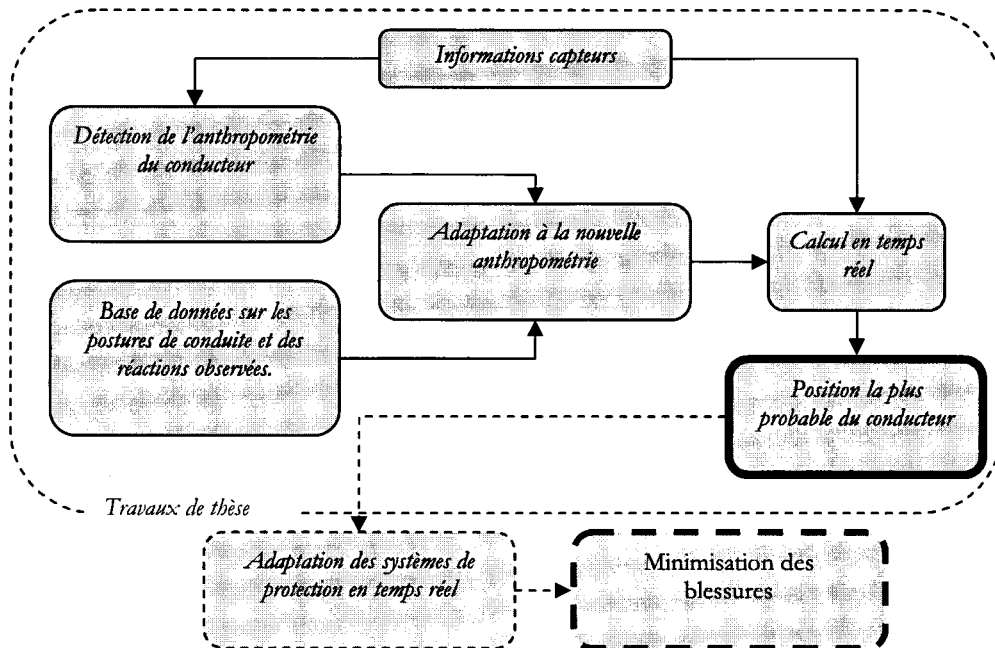 Informations capteurs
Détection de l'anthropométrie
du conducteur
Adaptation à la nouvelle
anthropométrie
Calcul en temps
réel
Base de données sur les
postures de conduite et des
réactions observées.
Position la plus
probable du conducteur
Travaux de thèse
Adaptation des systèmes de
protection en temps réel
Minimisation des
blessures